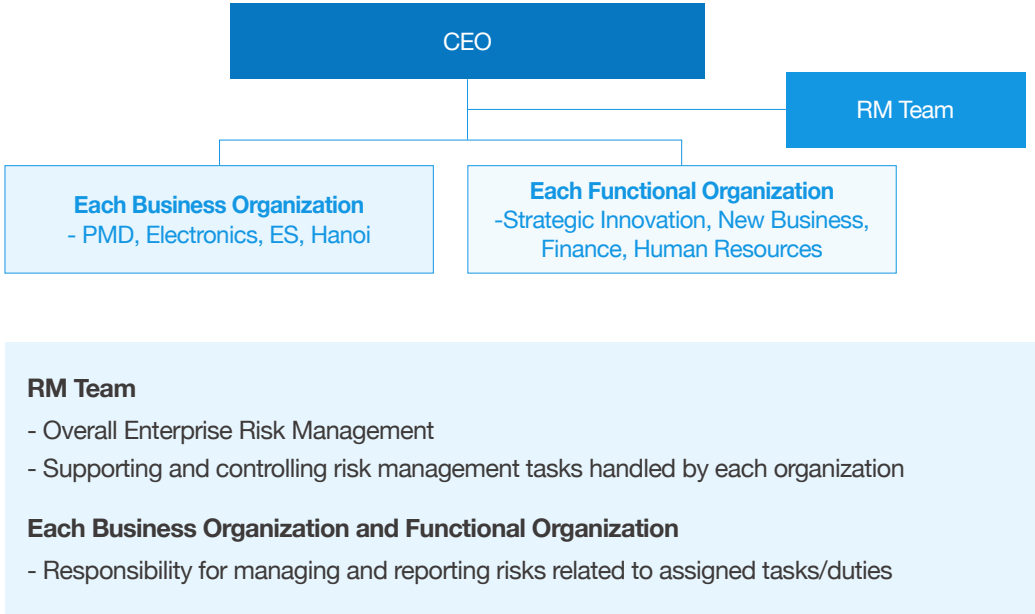 CEO
RM Team
Each Business Organization
- PMD, Electronics, ES, Hanoi
Each Functional Organization
-Strategic Innovation, New Business,
Finance, Human Resources
RM Team
- Overall Enterprise Risk Management
- Supporting and controlling risk management tasks handled by each organization
Each Business Organization and Functional Organization
- Responsibility for managing and reporting risks related to assigned tasks/duties